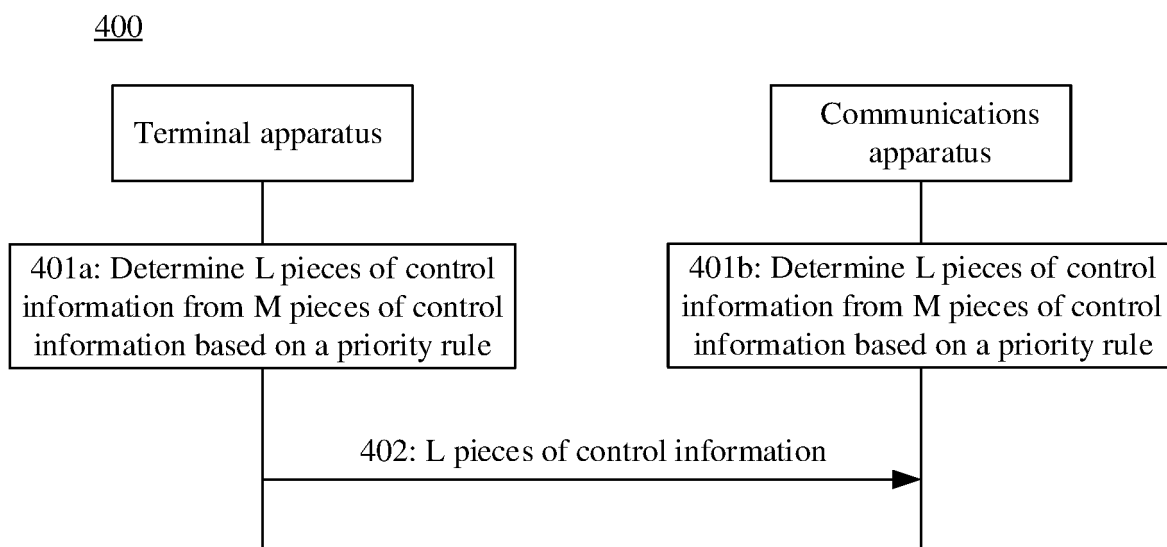 400
Terminal apparatus
Communications
apparatus
401a: Determine L pieces of control
information from M pieces of control
information based on a priority rule
401b: Determine L pieces of control
information from M pieces of control
information based on a priority rule
402: L pieces of control information